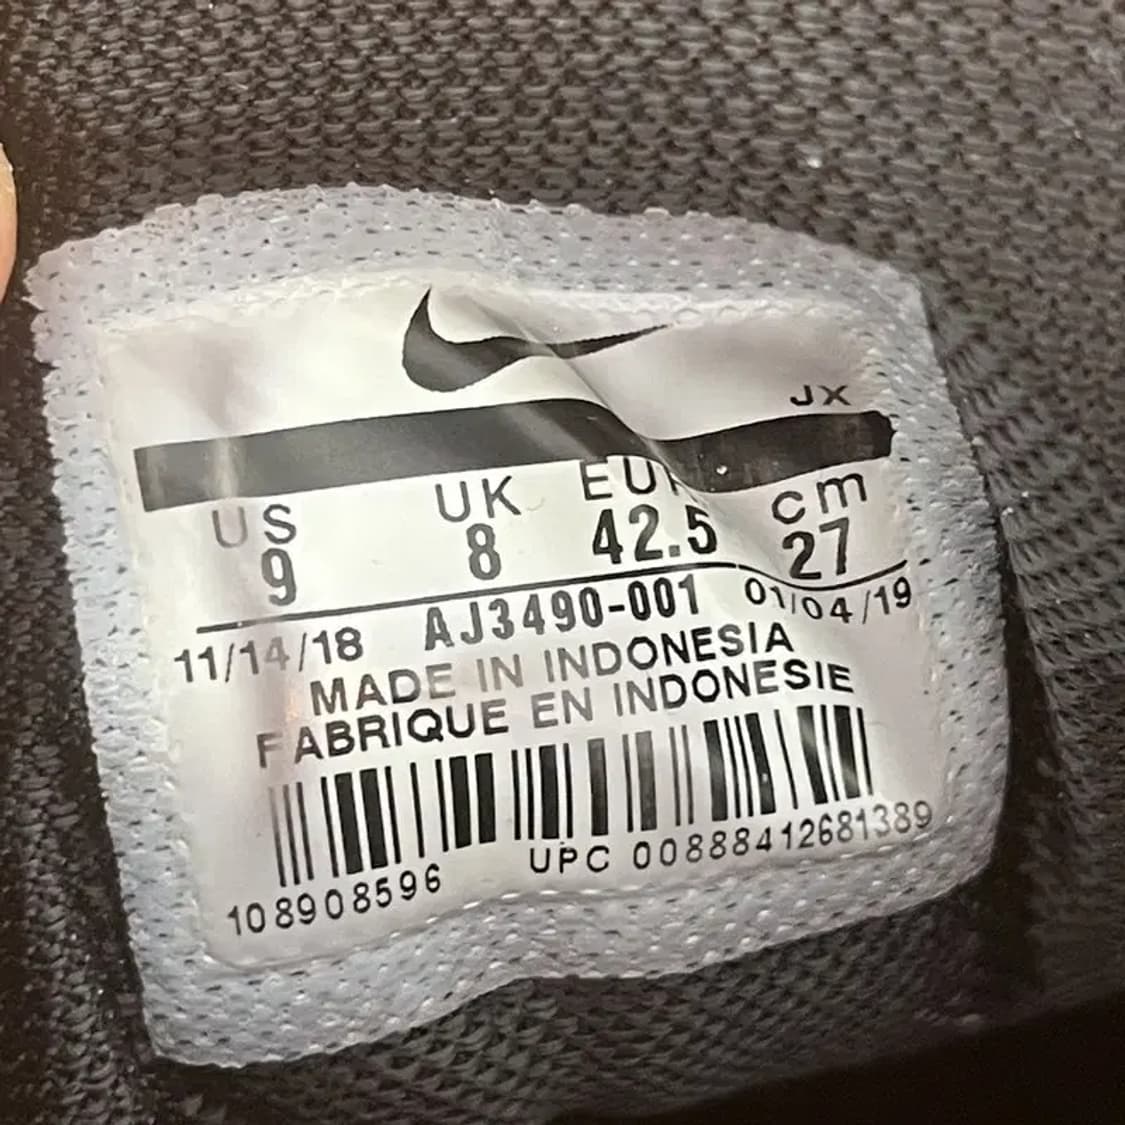 JX
US UK EUR cm
9 8 42.5 27
11/14/18 AJ3490-001 01/04/19
MADE IN INDONESIA
FABRIQUE EN INDONESIE
108908596 UPC 00888412681389